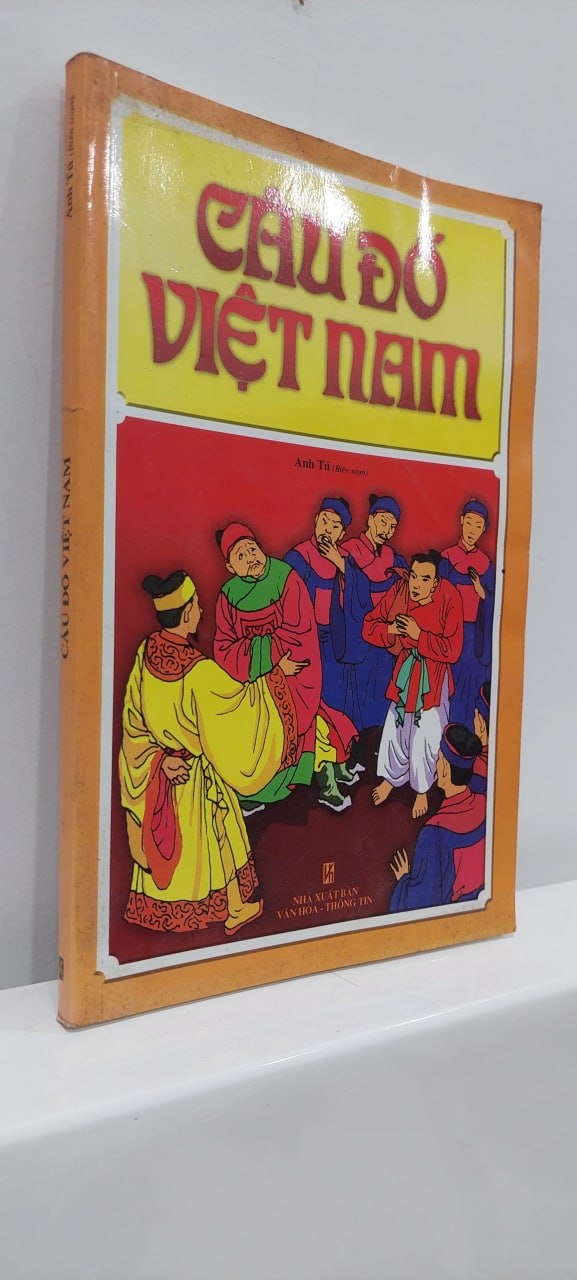 CÂU ĐỐ
VIỆT NAM
Anh Tú (Biên soạn)
NHÀ XUẤT BẢN
VĂN HÓA - THÔNG TIN
Anh Tú (Biên soạn)
CÂU ĐỐ VIỆT NAM